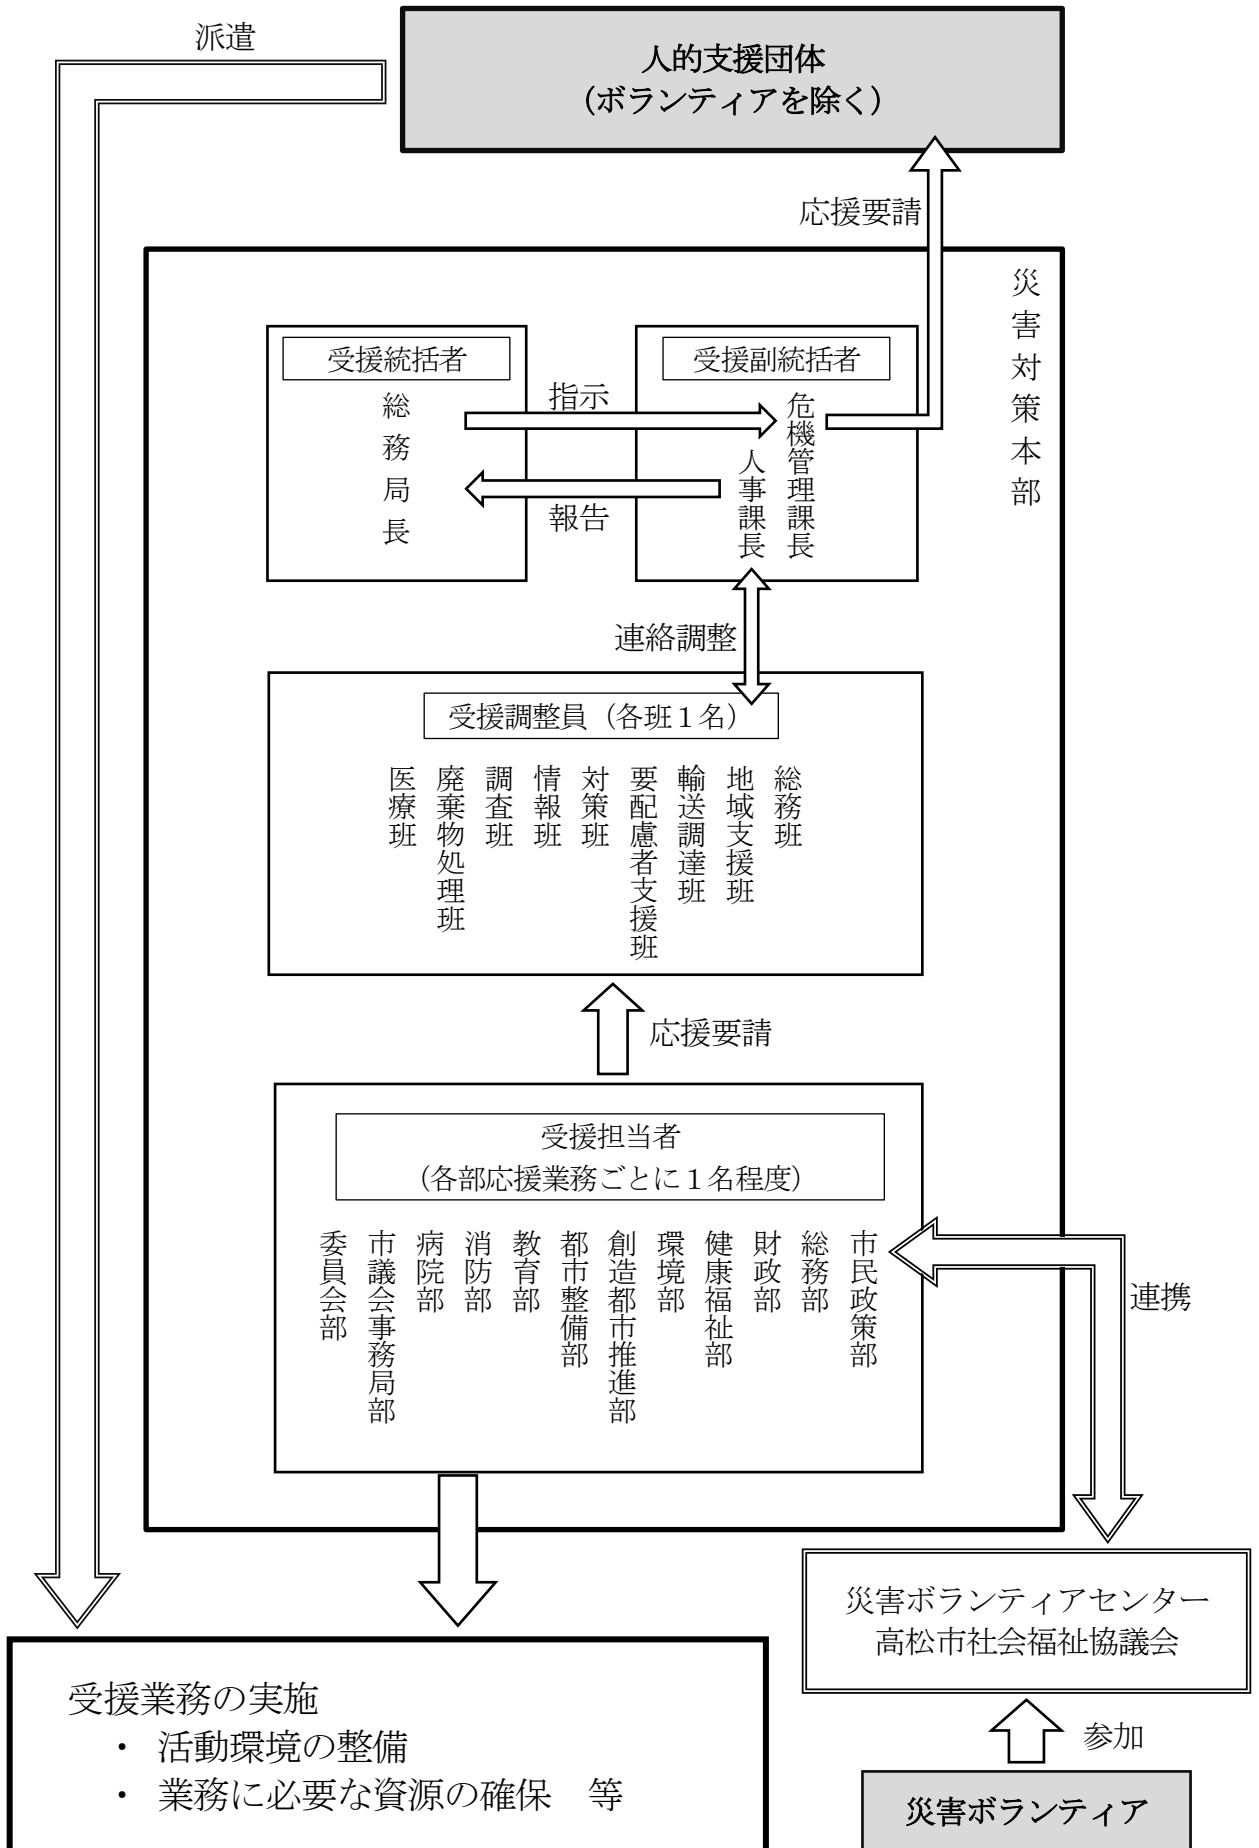 派遣
人的支援団体
（ボランティアを除く）
応援要請
災害対策本部
受援統括者
総務局長
指示
報告
受援副統括者
危機管理課長
人事課長
連絡調整
受援調整員（各班１名）
総務班
地域支援班
輸送調達班
要配慮者支援班
対策班
情報班
調査班
廃棄物処理班
医療班
応援要請
受援担当者
（各部応援業務ごとに１名程度）
市民政策部
総務部
財政部
健康福祉部
環境部
創造都市推進部
都市整備部
教育部
消防部
病院部
市議会事務局部
委員会部
連携
災害ボランティアセンター
高松市社会福祉協議会
参加
災害ボランティア
受援業務の実施
・ 活動環境の整備
・ 業務に必要な資源の確保　等